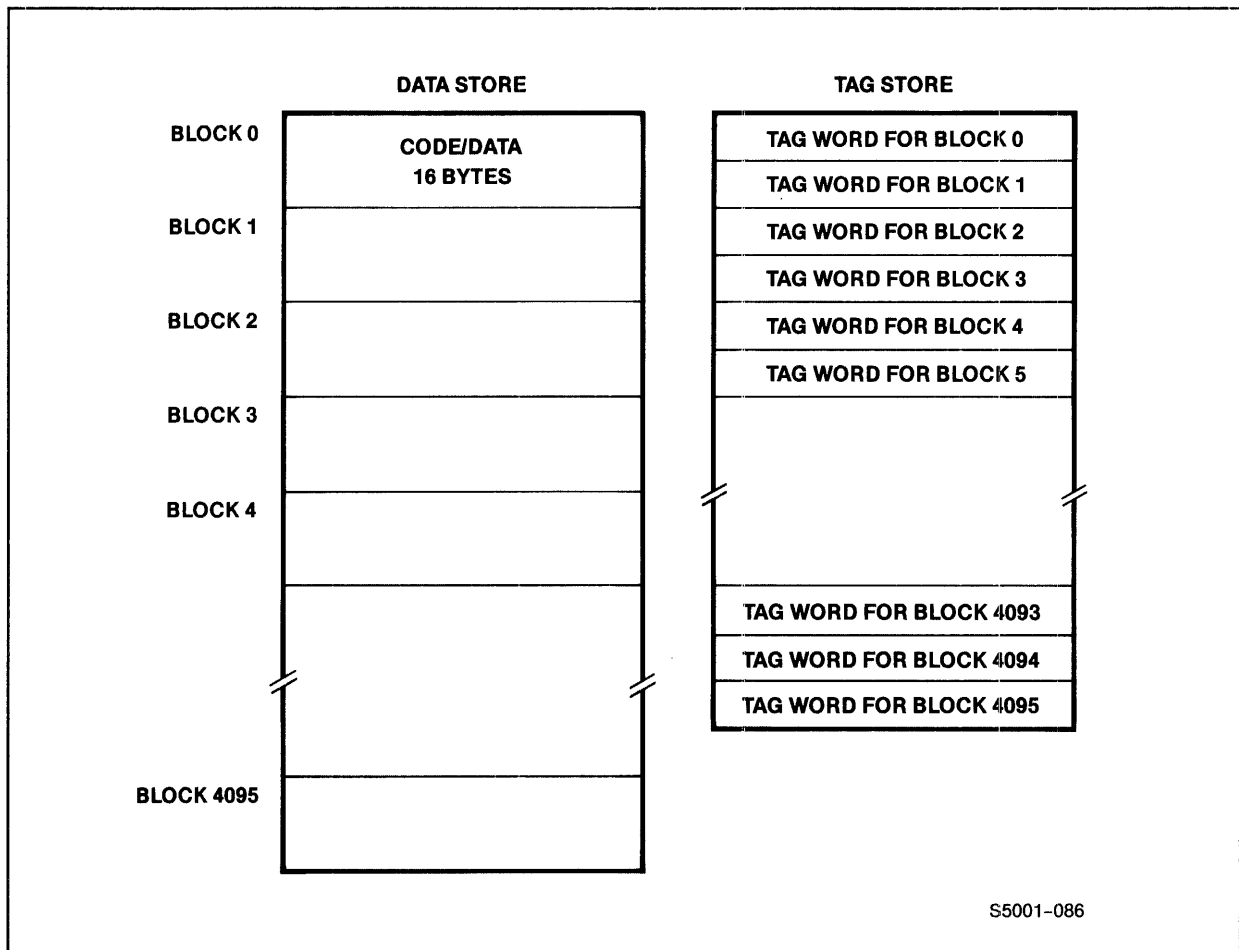 DATA STORE
TAG STORE
BLOCK 0
CODE/DATA
16 BYTES
BLOCK 1
BLOCK 2
BLOCK 3
BLOCK 4
BLOCK 4095
TAG WORD FOR BLOCK 0
TAG WORD FOR BLOCK 1
TAG WORD FOR BLOCK 2
TAG WORD FOR BLOCK 3
TAG WORD FOR BLOCK 4
TAG WORD FOR BLOCK 5
TAG WORD FOR BLOCK 4093
TAG WORD FOR BLOCK 4094
TAG WORD FOR BLOCK 4095
S5001-086